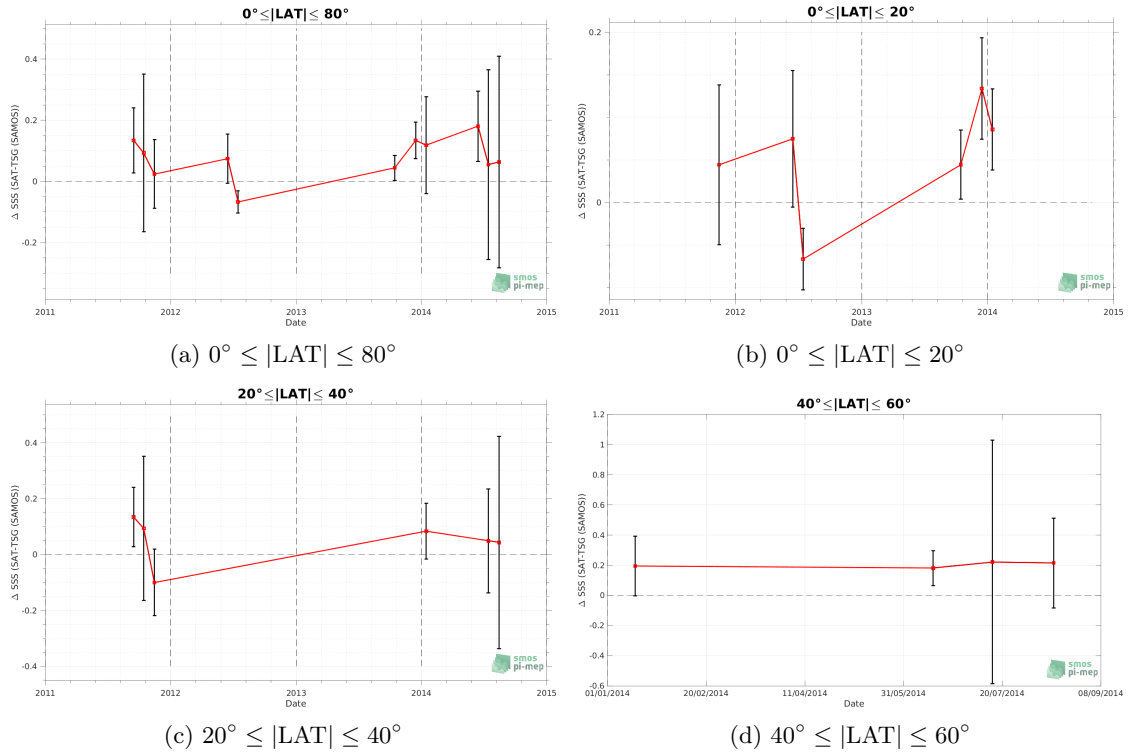 0°≤|LAT|≤ 80°
Δ SSS (SAT-TSG (SAMOS))
0.4
0.2
0
-0.2
2011
2012
2013
2014
2015
Date
smos
pi-mep
(a) 0° ≤ |LAT| ≤ 80°
0°≤|LAT|≤ 20°
Δ SSS (SAT-TSG (SAMOS))
0.2
0
2011
2012
2013
2014
2015
Date
smos
pi-mep
(b) 0° ≤ |LAT| ≤ 20°
20°≤|LAT|≤ 40°
Δ SSS (SAT-TSG (SAMOS))
0.4
0.2
0
-0.2
-0.4
2011
2012
2013
2014
2015
Date
smos
pi-mep
(c) 20° ≤ |LAT| ≤ 40°
40°≤|LAT|≤ 60°
Δ SSS (SAT-TSG (SAMOS))
1.2
1
0.8
0.6
0.4
0.2
0
-0.2
-0.4
-0.6
01/01/2014
20/02/2014
11/04/2014
31/05/2014
20/07/2014
08/09/2014
Date
smos
pi-mep
(d) 40° ≤ |LAT| ≤ 60°